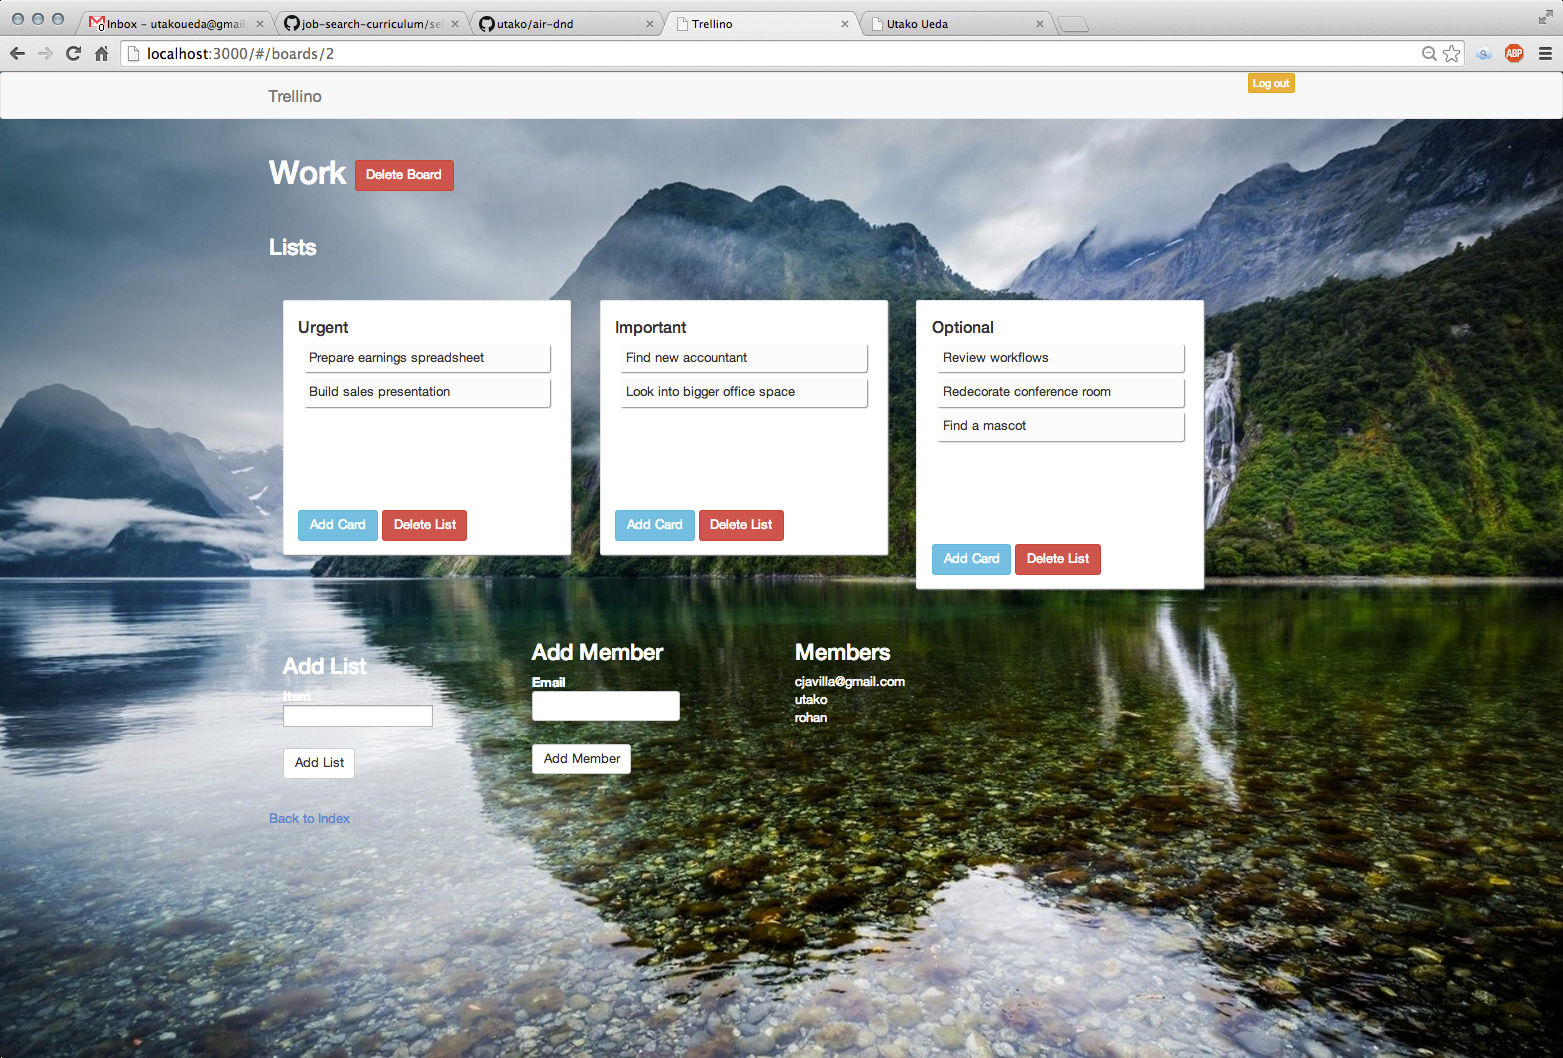 Inbox – utakoueda@gmail.
job-search-curriculum/sel
utako/air-dnd
Trellino
Utako Ueda
localhost:3000/#/boards/2
ABP
Trellino
Log out
Work
Delete Board
Lists
Urgent
Prepare earnings spreadsheet
Build sales presentation
Add Card
Delete List
Important
Find new accountant
Look into bigger office space
Add Card
Delete List
Optional
Review workflows
Redecorate conference room
Find a mascot
Add Card
Delete List
Add List
Item
Add List
Add Member
Email
Add Member
Members
cjavilla@gmail.com
utako
rohan
Back to Index